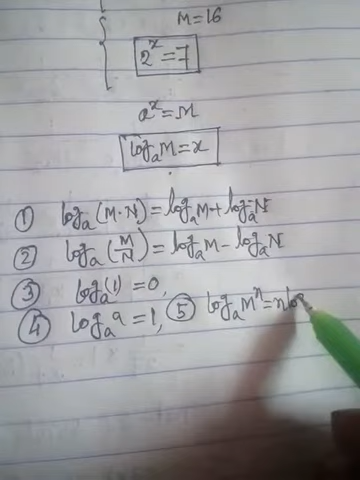 M=16
2^x=7
a^x=M
log_a M=x
① log_a(M·N)=log_a M+log_a N
② log_a(M/N)=log_a M-log_a N
③ log_a(1)=0,
④ log_a a=1, ⑤ log_a M^n=nlo